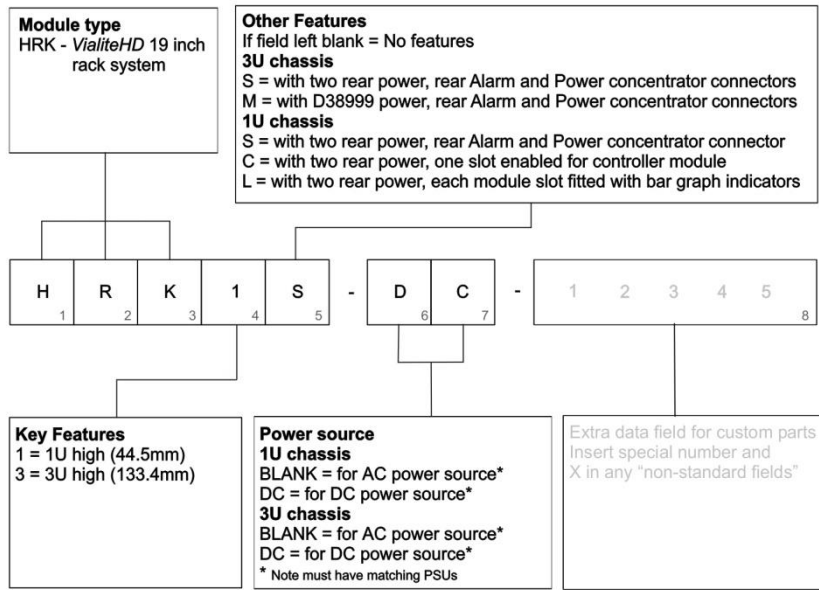 Module type
HRK - VialiteHD 19 inch
rack system
Other Features
If field left blank = No features
3U chassis
S = with two rear power, rear Alarm and Power concentrator connectors
M = with D38999 power, rear Alarm and Power concentrator connectors
1U chassis
S = with two rear power, rear Alarm and Power concentrator connector
C = with two rear power, one slot enabled for controller module
L = with two rear power, each module slot fitted with bar graph indicators
H R K 1 S - D C - 1 2 3 4 5
1 2 3 4 5 6 7 8
Key Features
1 = 1U high (44.5mm)
3 = 3U high (133.4mm)
Power source
1U chassis
BLANK = for AC power source*
DC = for DC power source*
3U chassis
BLANK = for AC power source*
DC = for DC power source*
* Note must have matching PSUs
Extra data field for custom parts
Insert special number and
X in any “non-standard fields”